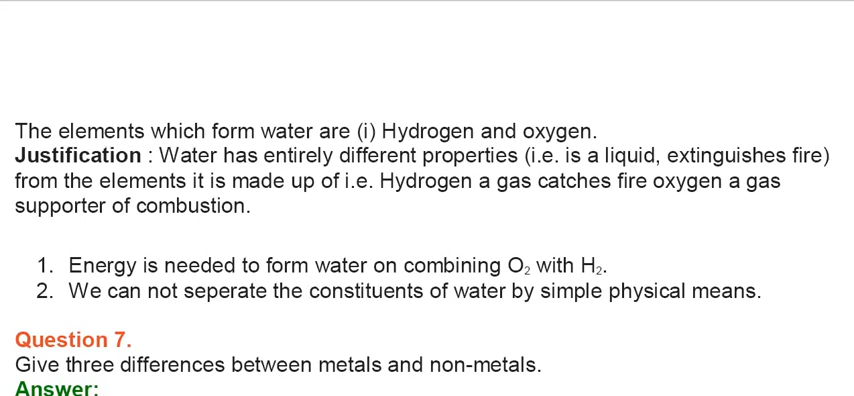 The elements which form water are (i) Hydrogen and oxygen.
Justification : Water has entirely different properties (i.e. is a liquid, extinguishes fire)
from the elements it is made up of i.e. Hydrogen a gas catches fire oxygen a gas
supporter of combustion.
1. Energy is needed to form water on combining O₂ with H₂.
2. We can not seperate the constituents of water by simple physical means.
Question 7.
Give three differences between metals and non-metals.
Answer: